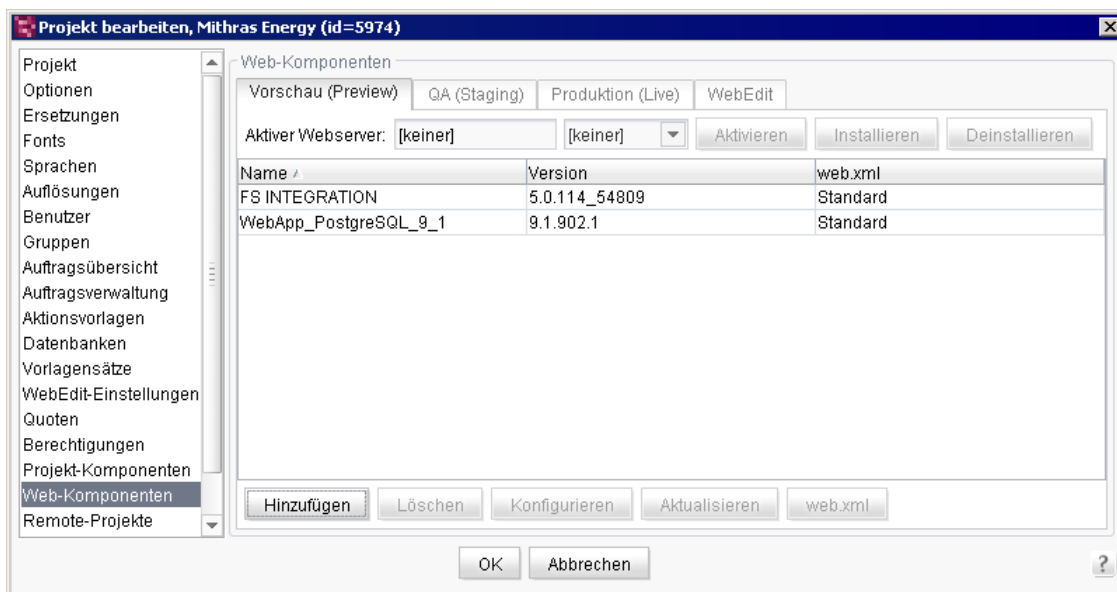 Projekt bearbeiten, Mithras Energy (id=5974)
Projekt
Optionen
Ersetzungen
Fonts
Sprachen
Auflösungen
Benutzer
Gruppen
Auftragsübersicht
Auftragsverwaltung
Aktionsvorlagen
Datenbanken
Vorlagensätze
WebEdit-Einstellungen
Quoten
Berechtigungen
Projekt-Komponenten
Web-Komponenten
Remote-Projekte
Web-Komponenten
Vorschau (Preview) QA (Staging) Produktion (Live) WebEdit
Aktiver Webserver: [keiner] [keiner] Aktivieren Installieren Deinstallieren
Name Version web.xml
FS INTEGRATION 5.0.114_54809 Standard
WebApp_PostgreSQL_9_1 9.1.902.1 Standard
Hinzufügen Löschen Konfigurieren Aktualisieren web.xml
OK Abbrechen ?